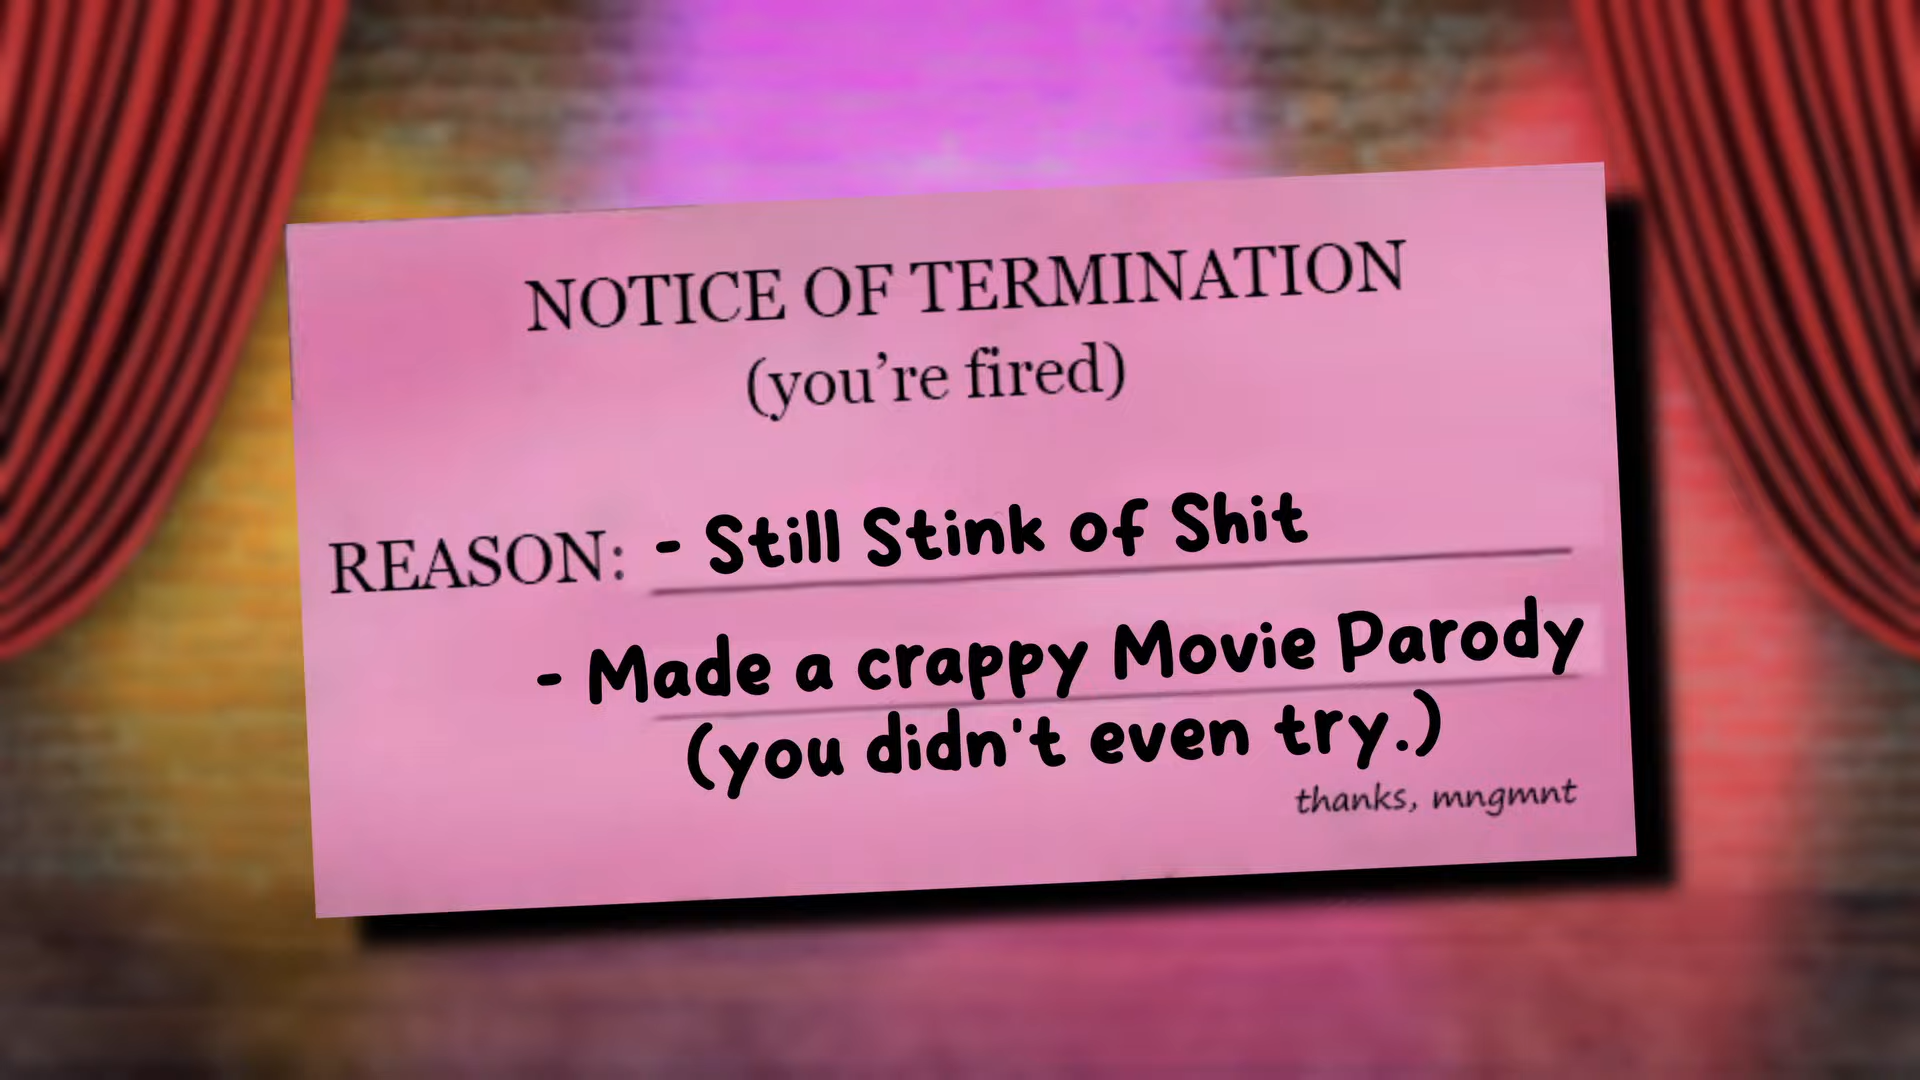 NOTICE OF TERMINATION
(you're fired)
REASON: - Still Stink of Shit
- Made a crappy Movie Parody
(you didn't even try.)
thanks, mngmnt